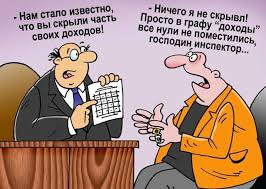 - Нам стало известно,
что вы скрыли часть
своих доходов!
- Ничего я не скрывл!
Просто в графу "доходы"
все нули не поместились,
господин инспектор...